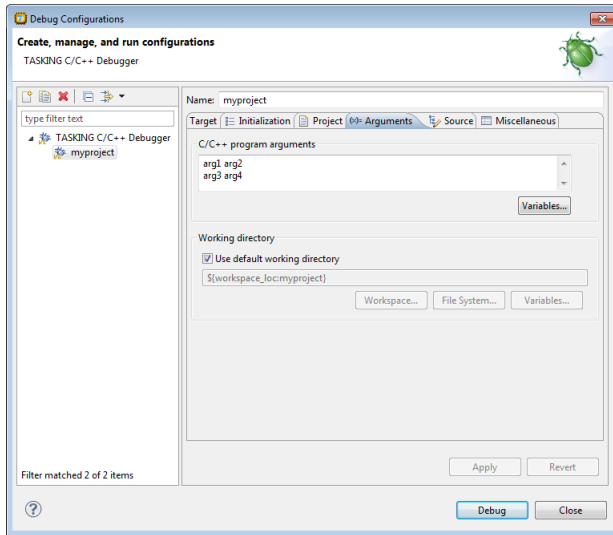 Debug Configurations
Create, manage, and run configurations
TASKING C/C++ Debugger
type filter text
TASKING C/C++ Debugger
myproject
Filter matched 2 of 2 items
Name: myproject
Target Initialization Project (x)= Arguments Source Miscellaneous
C/C++ program arguments
arg1 arg2
arg3 arg4
Variables...
Working directory
Use default working directory
${workspace_loc:myproject}
Workspace... File System... Variables...
Apply Revert
? Debug Close